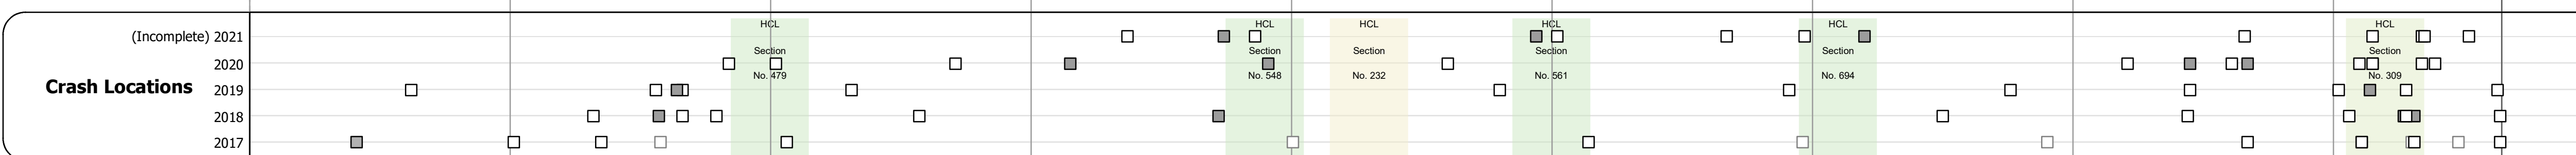 HCL HCL HCL HCL HCL HCL
(Incomplete) 2021
Section Section Section Section Section Section
2020
No. 479 No. 548 No. 232 No. 561 No. 694 No. 309
Crash Locations 2019
2018
2017